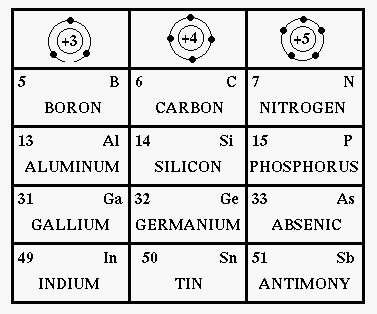 +3 +4 +5
5 B 6 C 7 N
BORON CARBON NITROGEN
13 Al 14 Si 15 P
ALUMINUM SILICON PHOSPHORUS
31 Ga 32 Ge 33 As
GALLIUM GERMANIUM ABSENIC
49 In 50 Sn 51 Sb
INDIUM TIN ANTIMONY